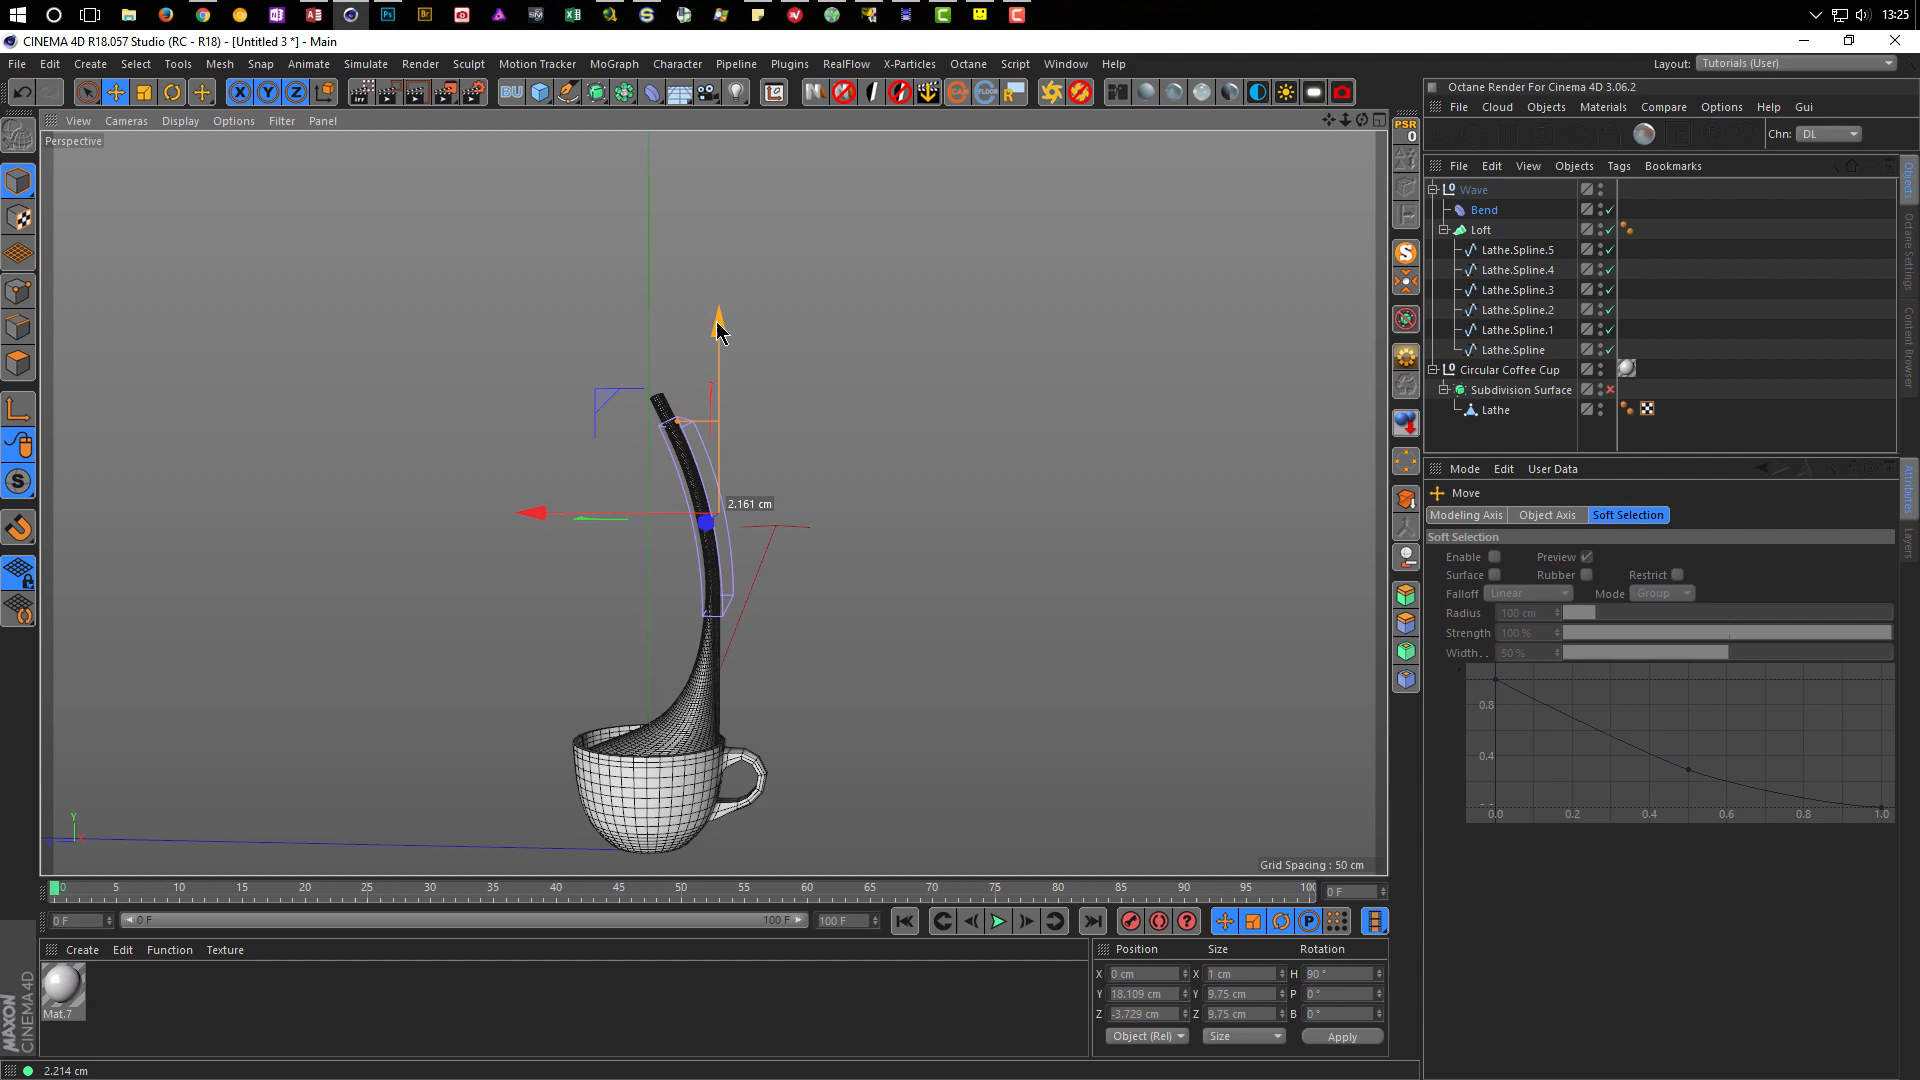 13:25
CINEMA 4D R18.057 Studio (RC - R18) - [Untitled 3 *] - Main
File Edit Create Select Tools Mesh Snap Animate Simulate Render Sculpt Motion Tracker MoGraph Character Pipeline Plugins RealFlow X-Particles Octane Script Window Help
Layout: Tutorials (User)
View Cameras Display Options Filter Panel
Perspective
2.161 cm
Grid Spacing : 50 cm
PSR
0
Octane Render For Cinema 4D 3.06.2
File Cloud Objects Materials Compare Options Help Gui
Chn: DL
File Edit View Objects Tags Bookmarks
Wave
Bend
Loft
Lathe.Spline.5
Lathe.Spline.4
Lathe.Spline.3
Lathe.Spline.2
Lathe.Spline.1
Lathe.Spline
Circular Coffee Cup
Subdivision Surface
Lathe
Objects
Octane Settings
Content Browser
Structure
Mode Edit User Data
Move
Modeling Axis Object Axis Soft Selection
Soft Selection
Enable Preview
Surface Rubber Restrict
Falloff Linear Mode Group
Radius 100 cm
Strength 100 %
Width.. 50 %
0.8
0.4
0.0 0.2 0.4 0.6 0.8 1.0
Attributes
Layers
0 5 10 15 20 25 30 35 40 45 50 55 60 65 70 75 80 85 90 95 100
0 F
0 F 0 F 100 F 100 F
Create Edit Function Texture
Mat.7
Position Size Rotation
X 0 cm X 1 cm H 90 °
Y 18.109 cm Y 9.75 cm P 0 °
Z -3.729 cm Z 9.75 cm B 0 °
Object (Rel) Size Apply
MAXON
CINEMA 4D
2.214 cm